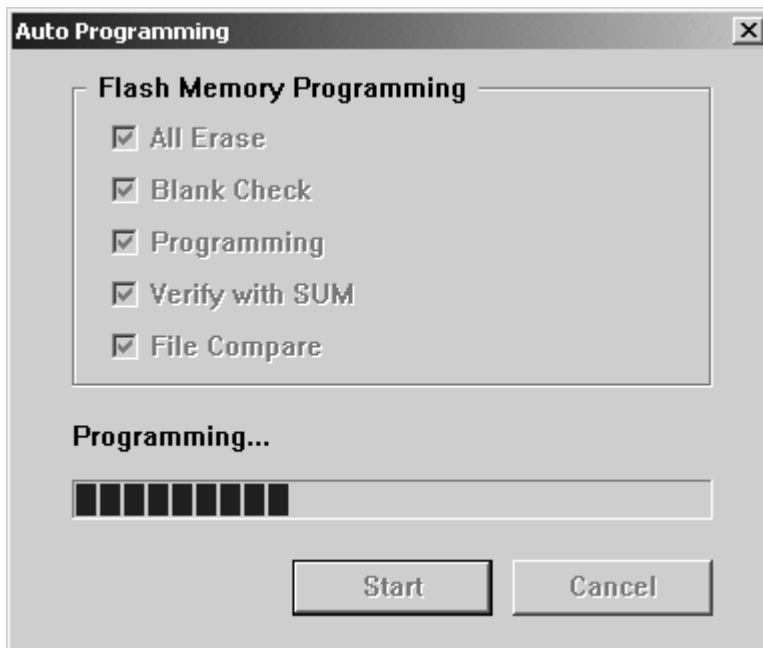 Auto Programming
Flash Memory Programming
All Erase
Blank Check
Programming
Verify with SUM
File Compare
Programming...
Start Cancel